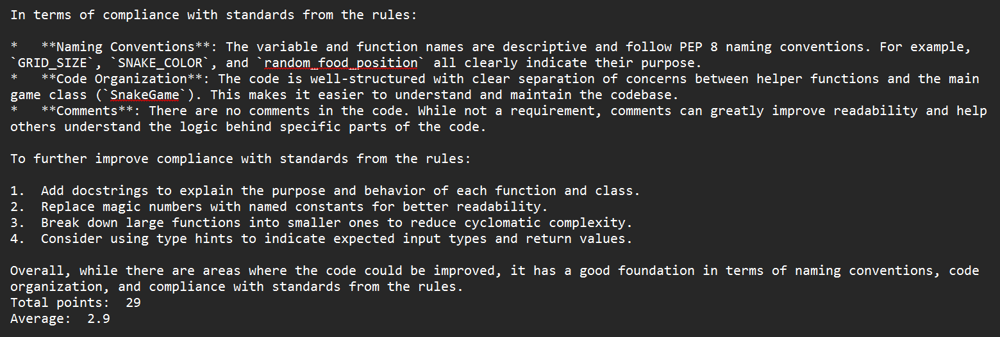 In terms of compliance with standards from the rules:
*   **Naming Conventions**: The variable and function names are descriptive and follow PEP 8 naming conventions. For example,
`GRID_SIZE`, `SNAKE_COLOR`, and `random_food_position` all clearly indicate their purpose.
*   **Code Organization**: The code is well-structured with clear separation of concerns between helper functions and the main
game class (`SnakeGame`). This makes it easier to understand and maintain the codebase.
*   **Comments**: There are no comments in the code. While not a requirement, comments can greatly improve readability and help
others understand the logic behind specific parts of the code.
To further improve compliance with standards from the rules:
1.  Add docstrings to explain the purpose and behavior of each function and class.
2.  Replace magic numbers with named constants for better readability.
3.  Break down large functions into smaller ones to reduce cyclomatic complexity.
4.  Consider using type hints to indicate expected input types and return values.
Overall, while there are areas where the code could be improved, it has a good foundation in terms of naming conventions, code
organization, and compliance with standards from the rules.
Total points:  29
Average:  2.9